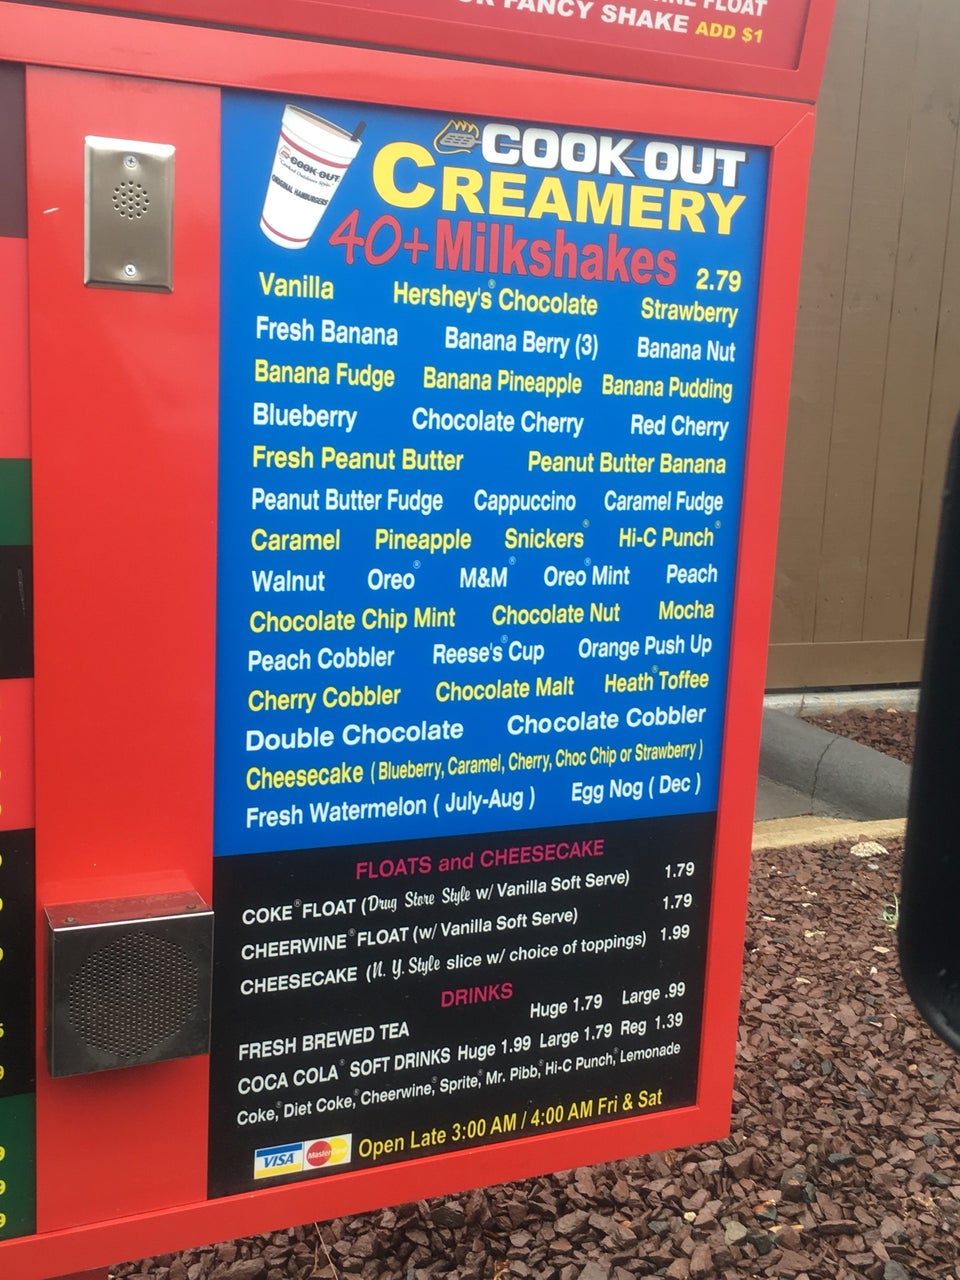 FLOAT
FANCY SHAKE ADD $1
COOK OUT
ORIGINAL HAMBURGERS
COOK OUT
CREAMERY
40+ Milkshakes 2.79
Vanilla Hershey's® Chocolate Strawberry
Fresh Banana Banana Berry (3) Banana Nut
Banana Fudge Banana Pineapple Banana Pudding
Blueberry Chocolate Cherry Red Cherry
Fresh Peanut Butter Peanut Butter Banana
Peanut Butter Fudge Cappuccino Caramel Fudge
Caramel Pineapple Snickers® Hi-C Punch®
Walnut Oreo® M&M® Oreo® Mint Peach
Chocolate Chip Mint Chocolate Nut Mocha
Peach Cobbler Reese's® Cup Orange Push Up
Cherry Cobbler Chocolate Malt Heath® Toffee
Double Chocolate Chocolate Cobbler
Cheesecake ( Blueberry, Caramel, Cherry, Choc Chip or Strawberry )
Fresh Watermelon ( July-Aug ) Egg Nog ( Dec )
FLOATS and CHEESECAKE
COKE® FLOAT (Drug Store Style w/ Vanilla Soft Serve) 1.79
CHEERWINE® FLOAT (w/ Vanilla Soft Serve) 1.79
CHEESECAKE (N. Y. Style slice w/ choice of toppings) 1.99
DRINKS
FRESH BREWED TEA Huge 1.79 Large .99
COCA COLA® SOFT DRINKS Huge 1.99 Large 1.79 Reg 1.39
Coke,® Diet Coke,® Cheerwine,® Sprite,® Mr. Pibb,® Hi-C Punch,® Lemonade
VISA MasterCard Open Late 3:00 AM / 4:00 AM Fri & Sat